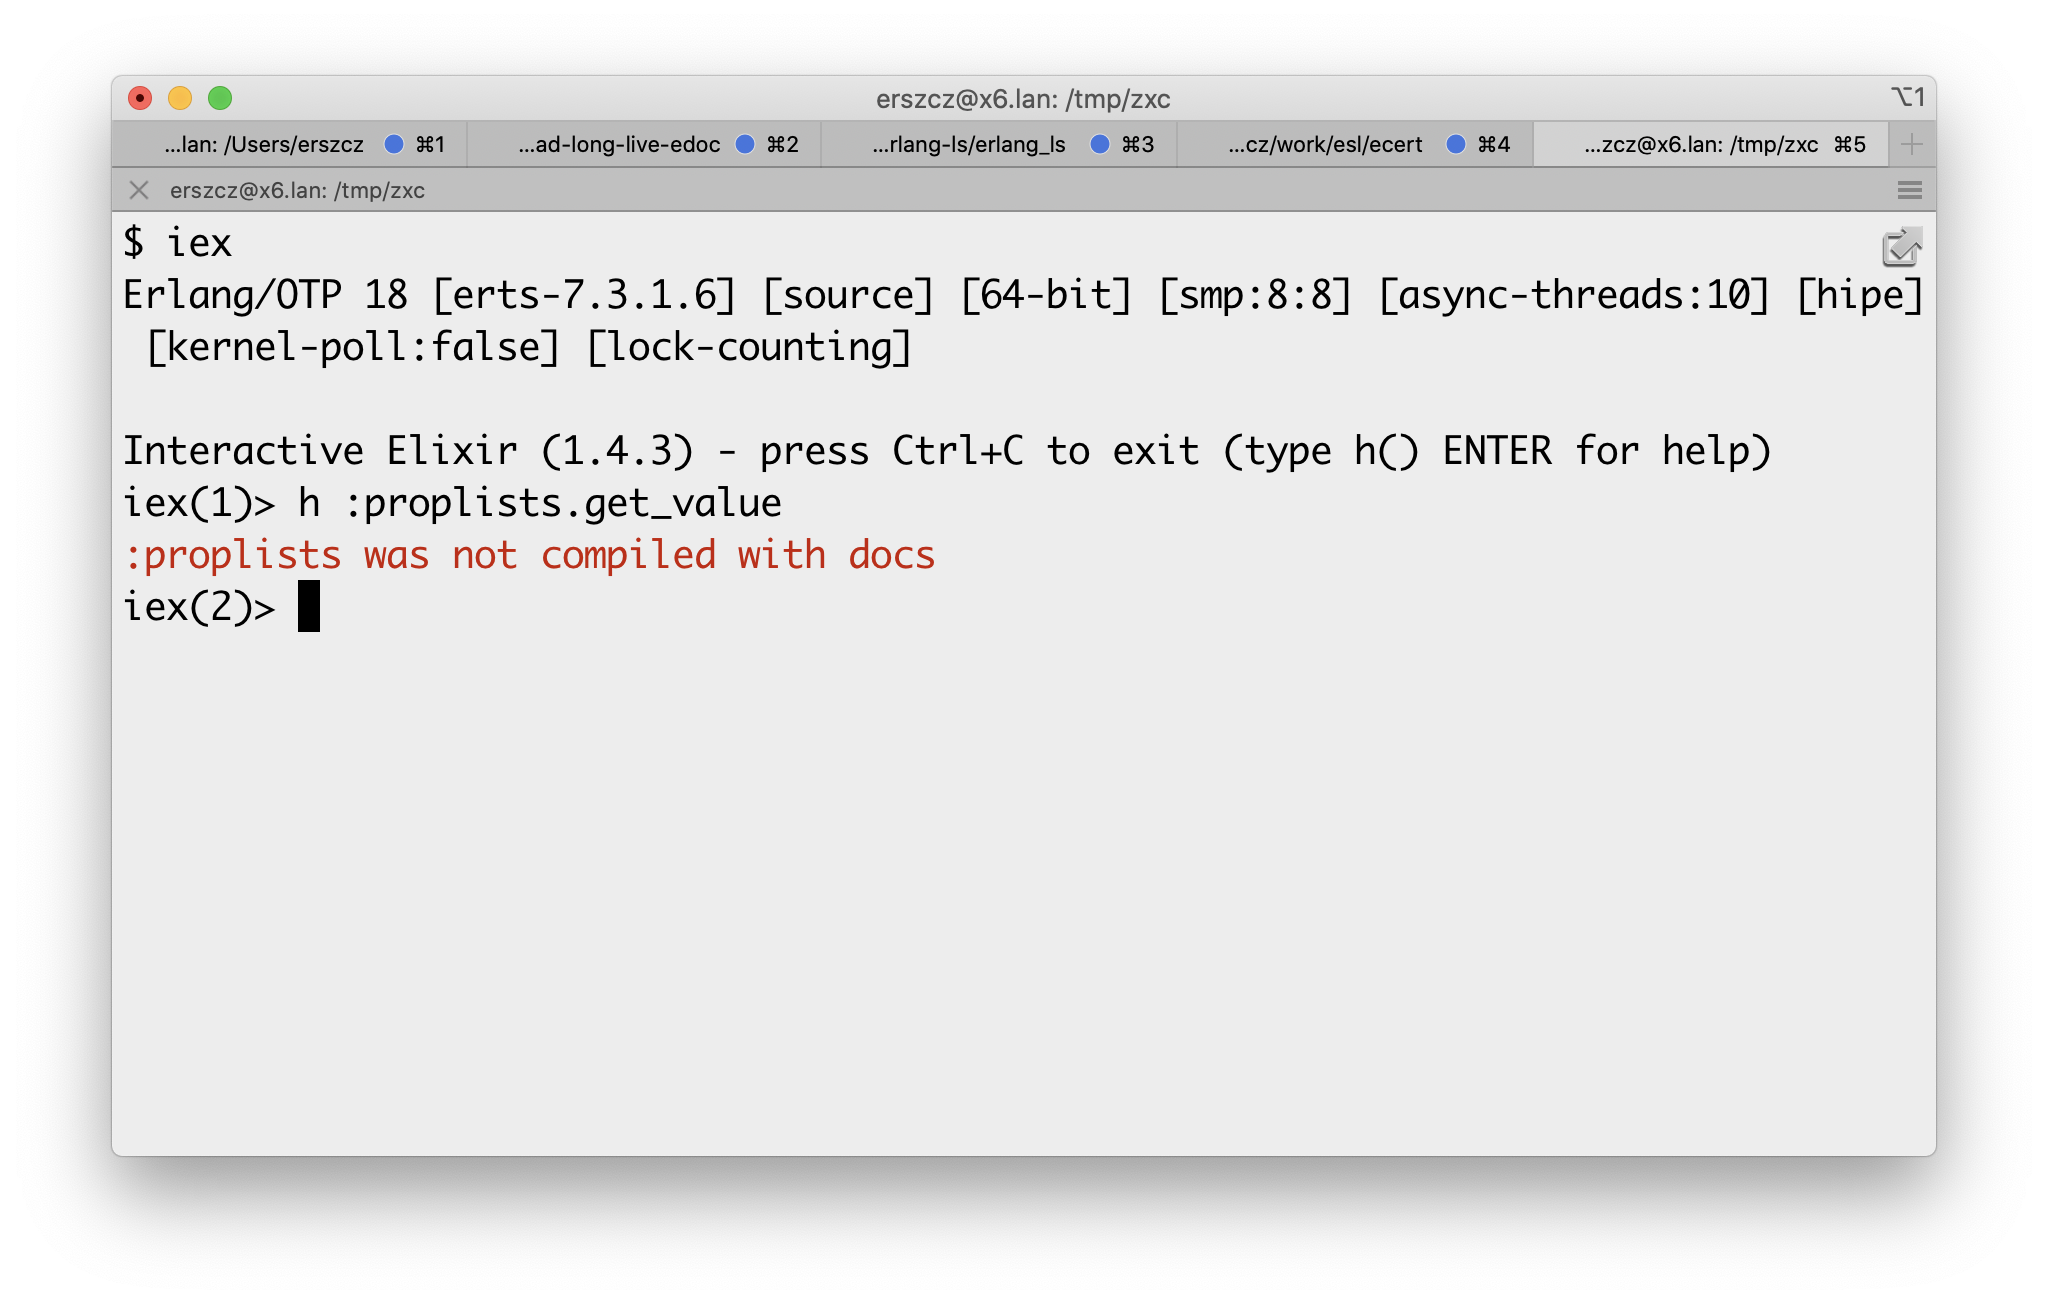 erszcz@x6.lan: /tmp/zxc
⌥1
...lan: /Users/erszcz ⌘1
...ad-long-live-edoc ⌘2
...rlang-ls/erlang_ls ⌘3
...cz/work/esl/ecert ⌘4
...zcz@x6.lan: /tmp/zxc ⌘5
erszcz@x6.lan: /tmp/zxc
$ iex
Erlang/OTP 18 [erts-7.3.1.6] [source] [64-bit] [smp:8:8] [async-threads:10] [hipe]
[kernel-poll:false] [lock-counting]
Interactive Elixir (1.4.3) - press Ctrl+C to exit (type h() ENTER for help)
iex(1)> h :proplists.get_value
:proplists was not compiled with docs
iex(2)>